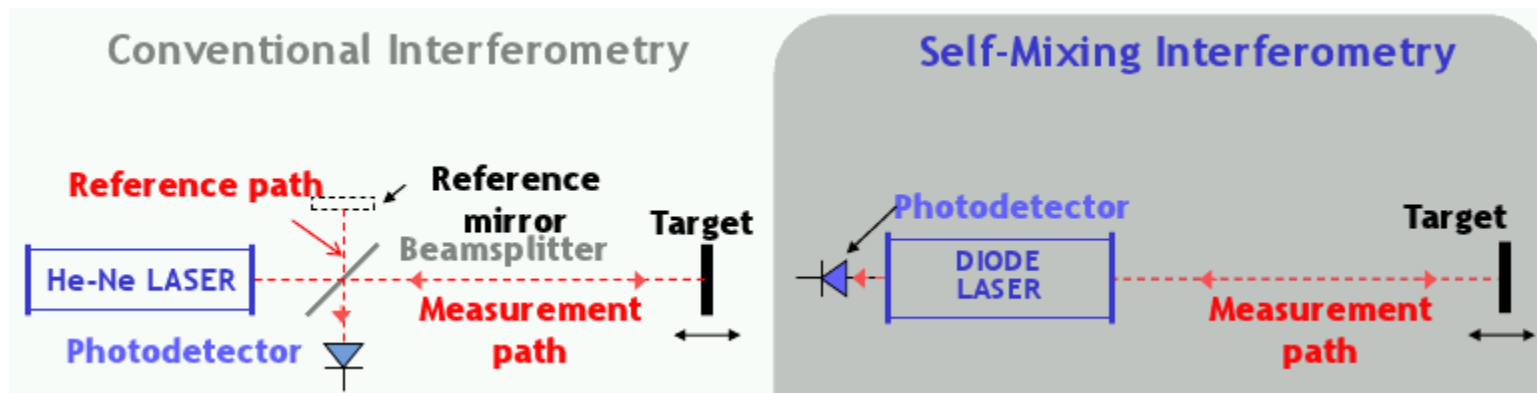 Conventional Interferometry
Reference path
Reference
mirror
Beamsplitter
Target
He-Ne LASER
Measurement
path
Photodetector
Self-Mixing Interferometry
Photodetector
Target
DIODE
LASER
Measurement
path